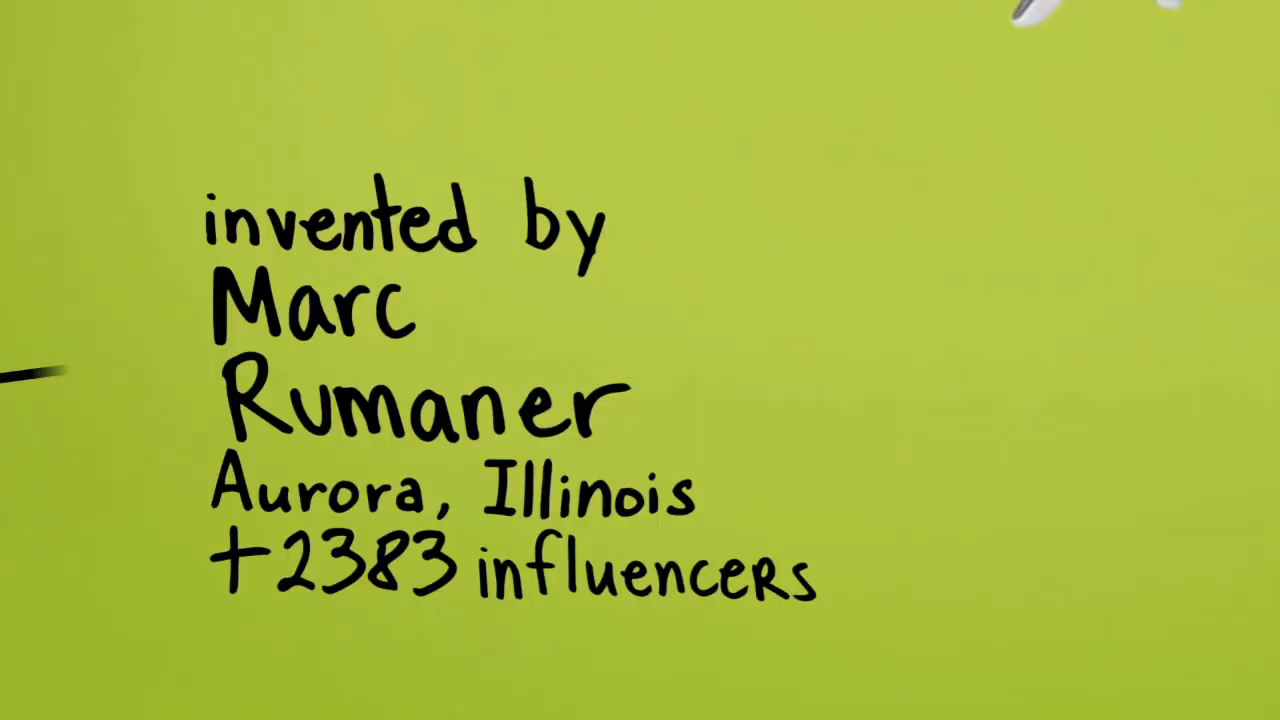 invented by
Marc
Rumaner
Aurora, Illinois
+2383 influencers